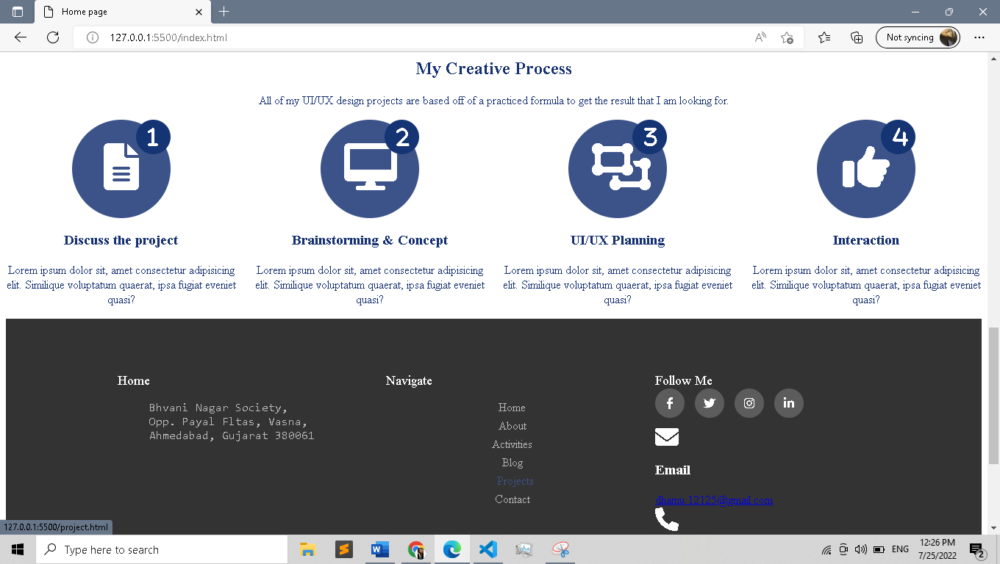 Home page
127.0.0.1:5500/index.html
Not syncing
My Creative Process
All of my UI/UX design projects are based off of a practiced formula to get the result that I am looking for.
1
2
3
4
Discuss the project
Brainstorming & Concept
UI/UX Planning
Interaction
Lorem ipsum dolor sit, amet consectetur adipisicing
elit. Similique voluptatum quaerat, ipsa fugiat eveniet
quasi?
Lorem ipsum dolor sit, amet consectetur adipisicing
elit. Similique voluptatum quaerat, ipsa fugiat eveniet
quasi?
Lorem ipsum dolor sit, amet consectetur adipisicing
elit. Similique voluptatum quaerat, ipsa fugiat eveniet
quasi?
Lorem ipsum dolor sit, amet consectetur adipisicing
elit. Similique voluptatum quaerat, ipsa fugiat eveniet
quasi?
Home
Bhvani Nagar Society,
Opp. Payal Fltas, Vasna,
Ahmedabad, Gujarat 380061
Navigate
Home
About
Activities
Blog
Projects
Contact
Follow Me
Email
dhamu.12125@gmail.com
127.0.0.1:5500/project.html
Type here to search
ENG
12:26 PM
7/25/2022
2